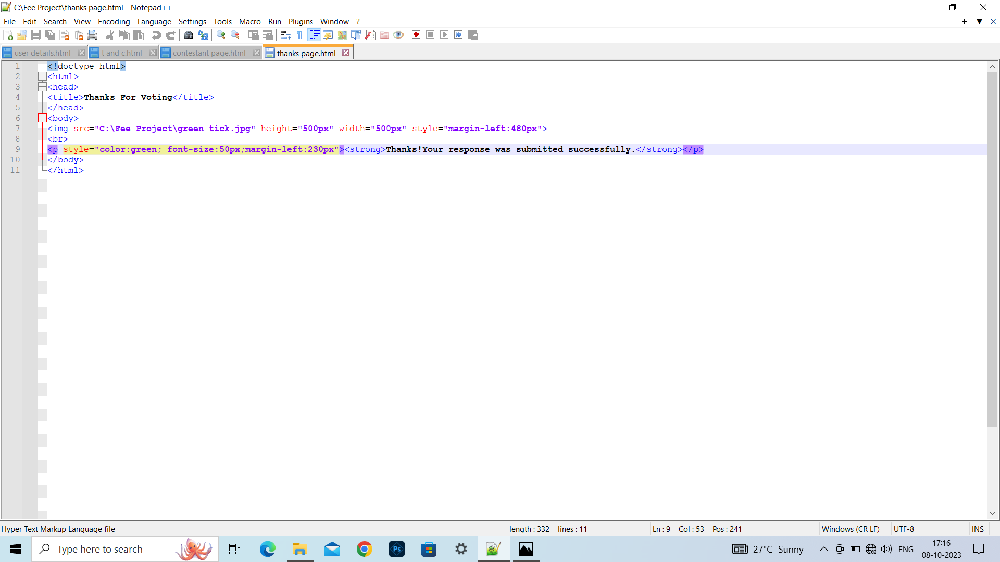 C:\Fee Project\thanks page.html - Notepad++
File Edit Search View Encoding Language Settings Tools Macro Run Plugins Window ?
user details.html t and c.html contestant page.html thanks page.html
1 <!doctype html>
2 <html>
3 <head>
4 <title>Thanks For Voting</title>
5 </head>
6 <body>
7 <img src="C:\Fee Project\green tick.jpg" height="500px" width="500px" style="margin-left:480px">
8 <br>
9 <p style="color:green; font-size:50px;margin-left:230px"><strong>Thanks!Your response was submitted successfully.</strong></p>
10 </body>
11 </html>
Hyper Text Markup Language file length : 332 lines : 11 Ln : 9 Col : 53 Pos : 241 Windows (CR LF) UTF-8 INS
Type here to search Ps 27°C Sunny ENG 17:16
08-10-2023